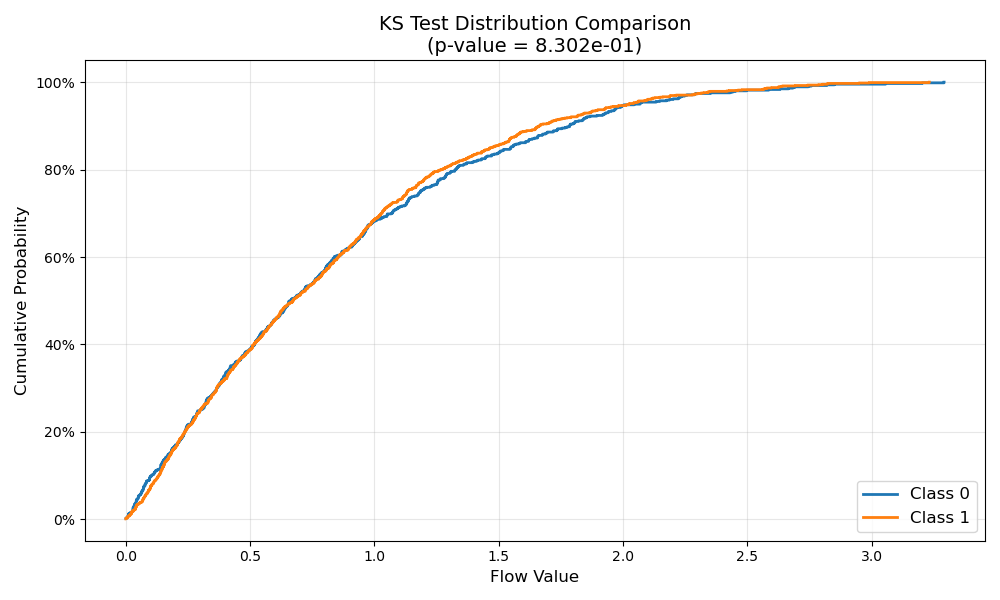 KS Test Distribution Comparison
(p-value = 8.302e-01)
Cumulative Probability
100%
80%
60%
40%
20%
0%
0.0 0.5 1.0 1.5 2.0 2.5 3.0
Flow Value
Class 0
Class 1